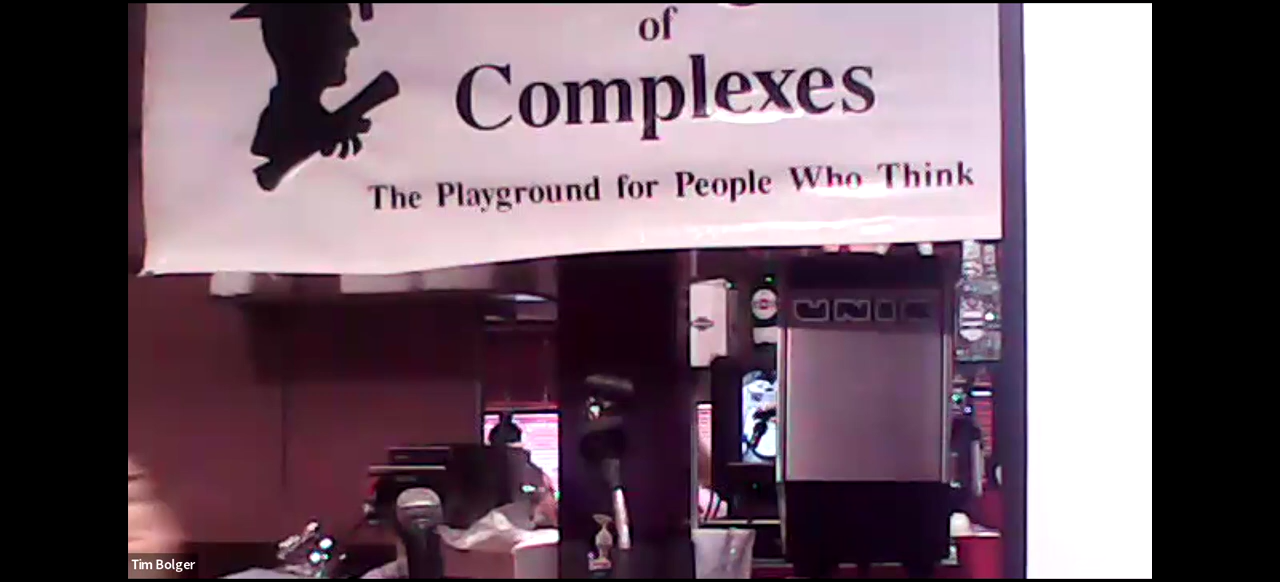 of
Complexes
The Playground for People Who Think
UNIC
Tim Bolger